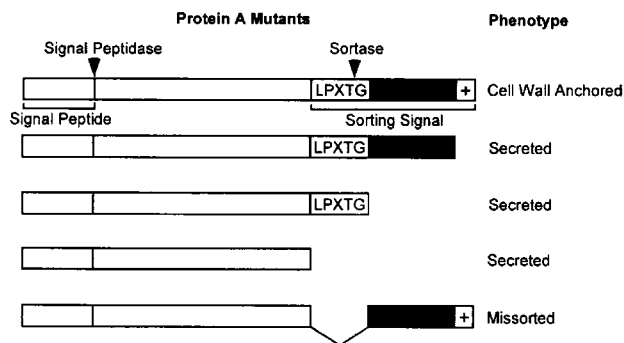 Protein A Mutants Phenotype
Signal Peptidase Sortase
LPXTG + Cell Wall Anchored
Signal Peptide Sorting Signal
LPXTG Secreted
LPXTG Secreted
Secreted
+ Missorted